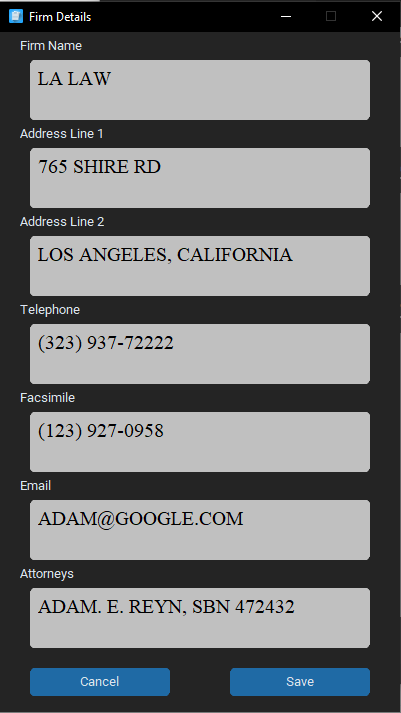 Firm Details
Firm Name
LA LAW
Address Line 1
765 SHIRE RD
Address Line 2
LOS ANGELES, CALIFORNIA
Telephone
(323) 937-72222
Facsimile
(123) 927-0958
Email
ADAM@GOOGLE.COM
Attorneys
ADAM. E. REYN, SBN 472432
Cancel Save